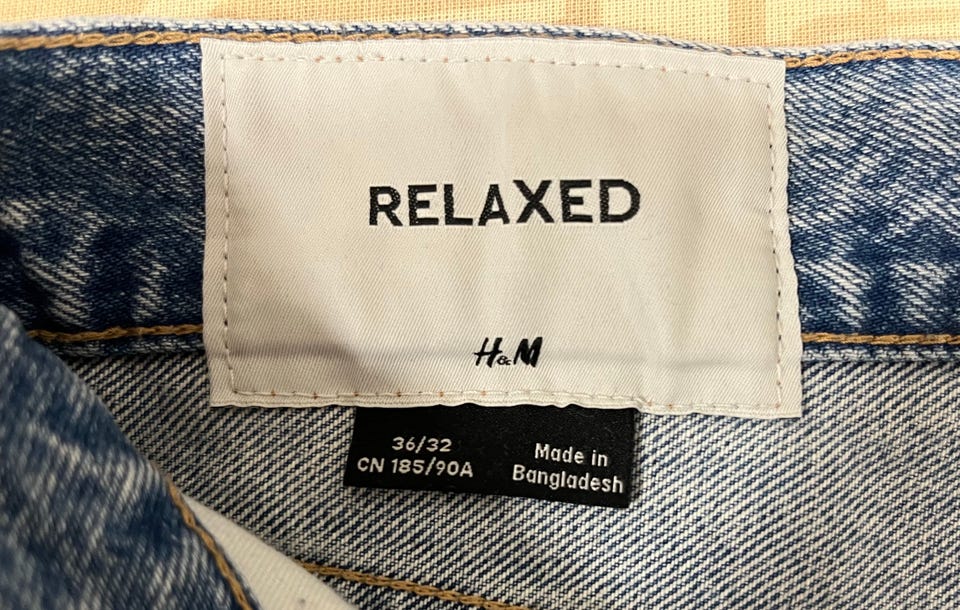 RELAXED
H&M
36/32
CN 185/90A
Made in
Bangladesh